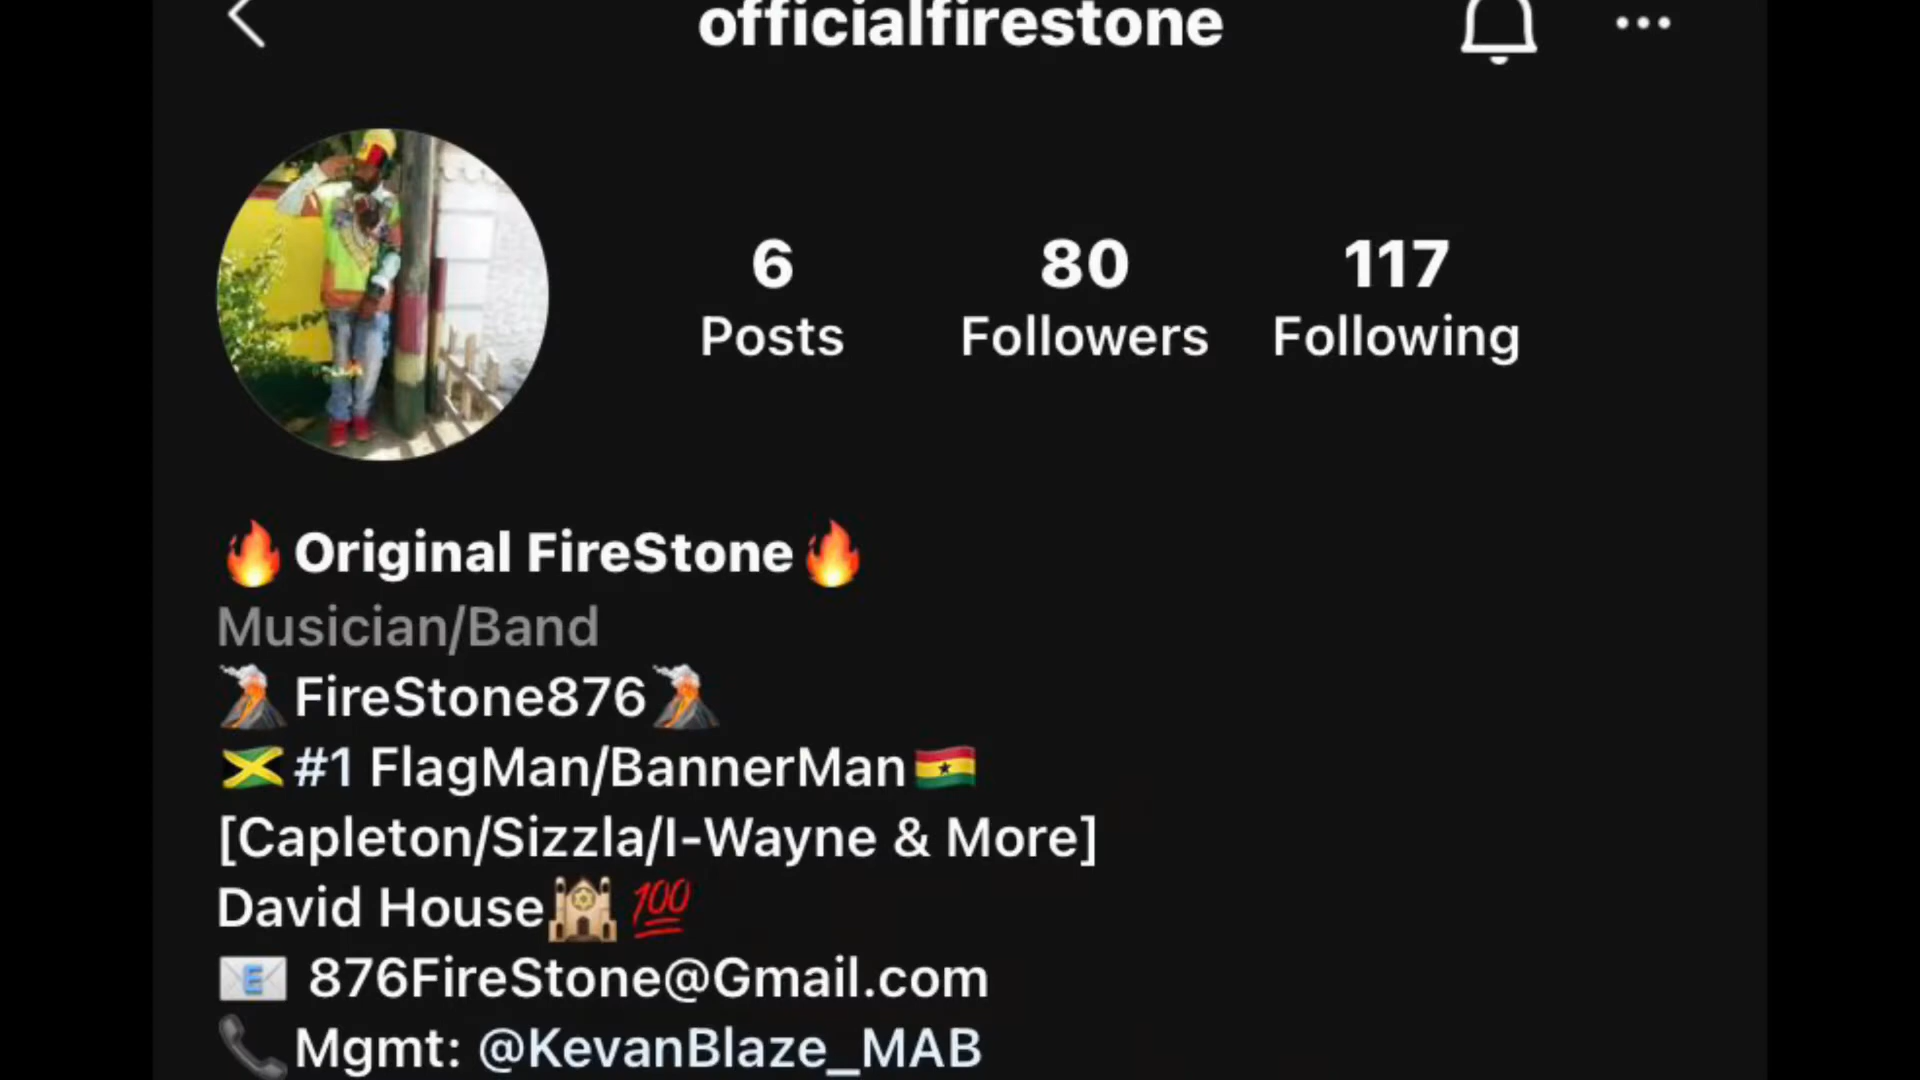 officialfirestone
6 80 117
Posts Followers Following
🔥Original FireStone🔥
Musician/Band
🌋FireStone876🌋
🇯🇲#1 FlagMan/BannerMan🇬🇭
[Capleton/Sizzla/I-Wayne & More]
David House🕍💯
📧 876FireStone@Gmail.com
📞Mgmt: @KevanBlaze_MAB